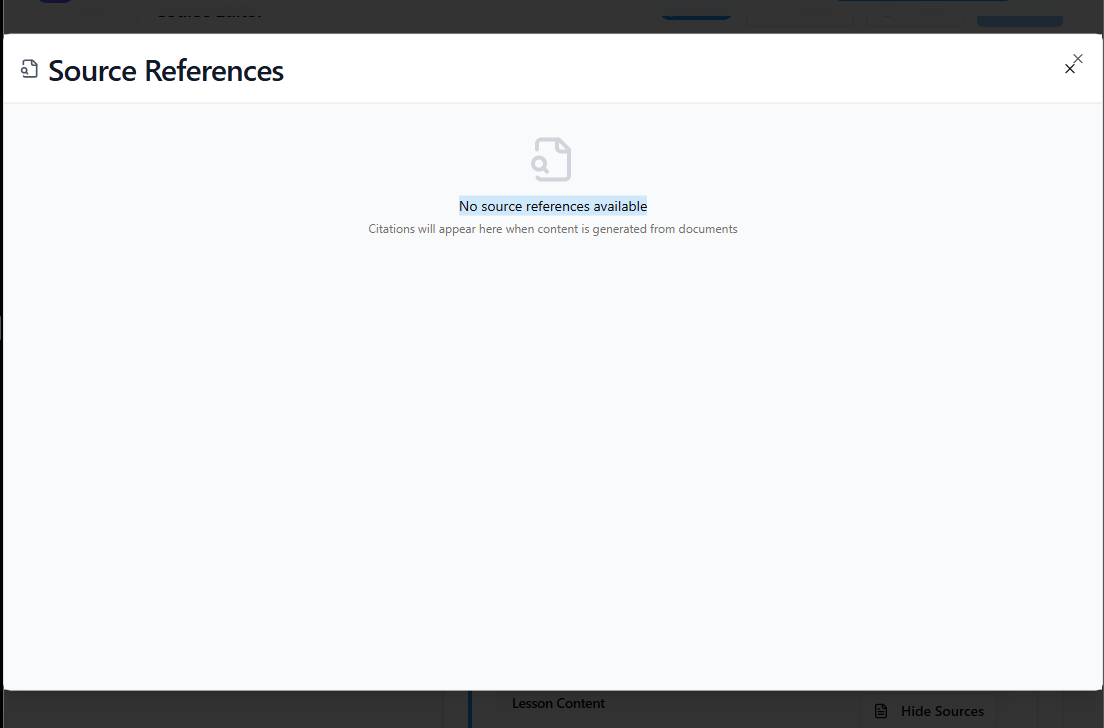 Source References
No source references available
Citations will appear here when content is generated from documents
Lesson Content
Hide Sources